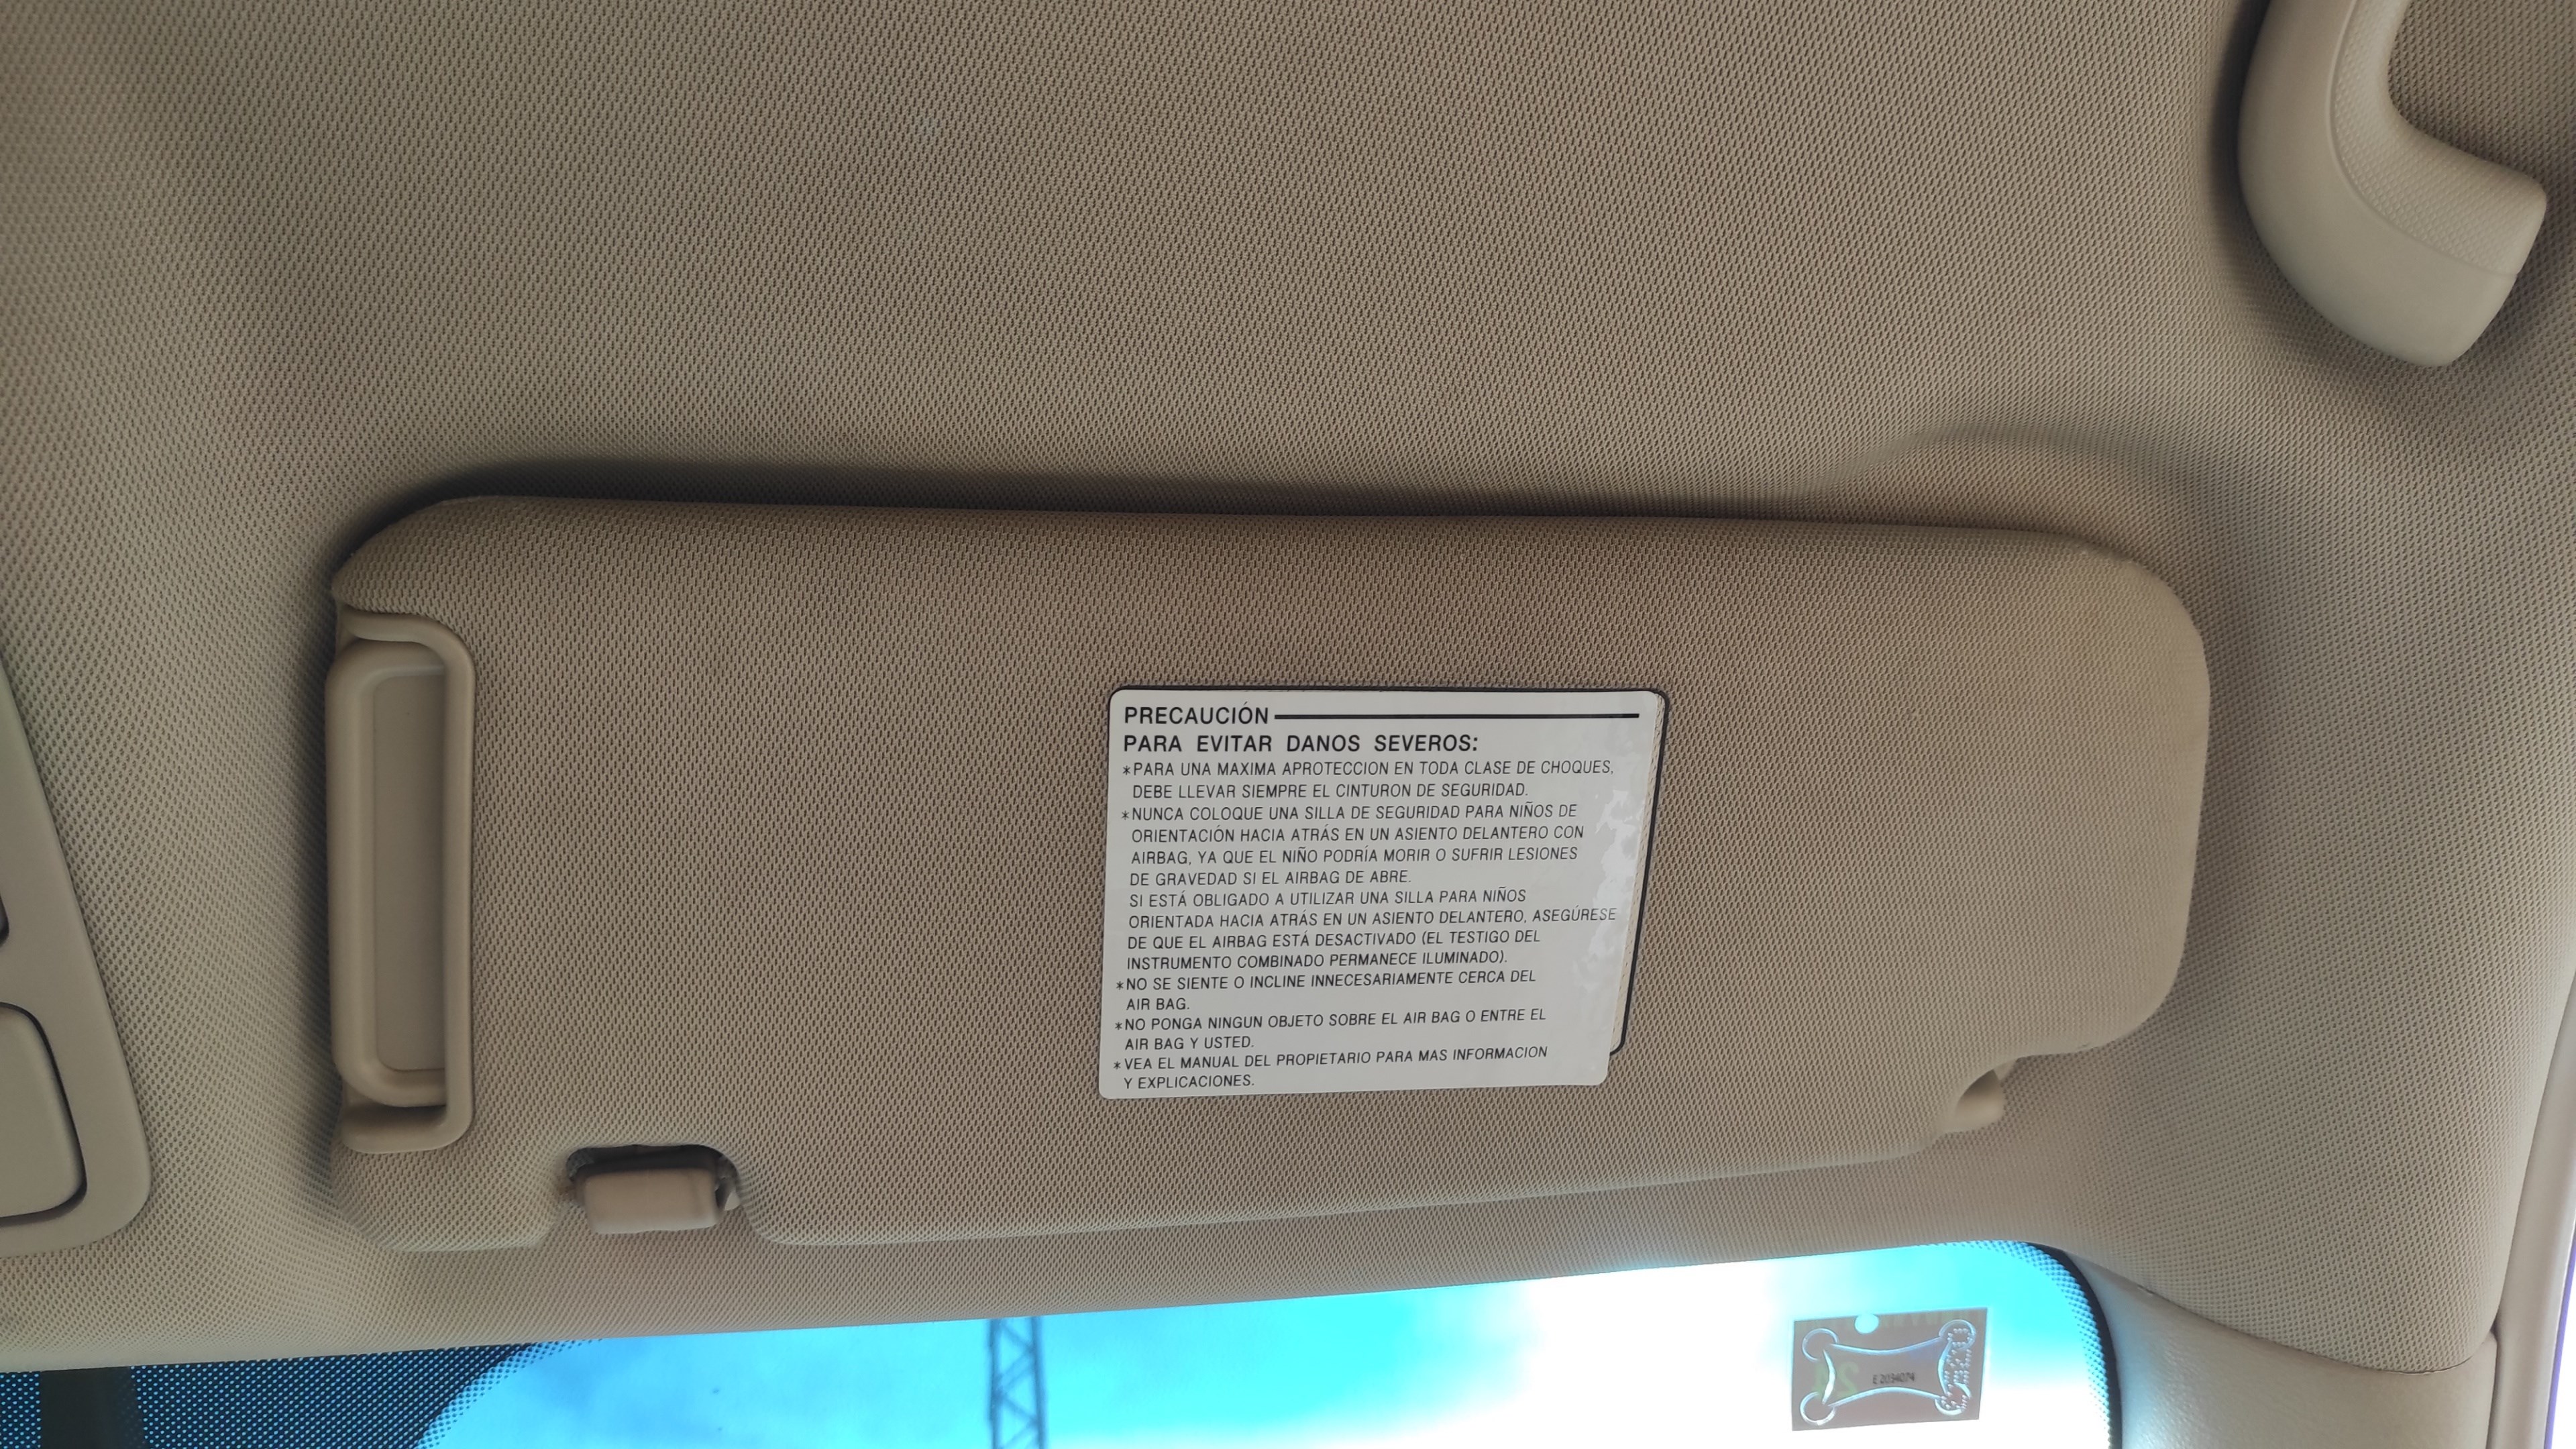 PRECAUCIÓN
PARA EVITAR DANOS SEVEROS:
*PARA UNA MAXIMA APROTECCION EN TODA CLASE DE CHOQUES,
DEBE LLEVAR SIEMPRE EL CINTURON DE SEGURIDAD.
*NUNCA COLOQUE UNA SILLA DE SEGURIDAD PARA NIÑOS DE
ORIENTACIÓN HACIA ATRÁS EN UN ASIENTO DELANTERO CON
AIRBAG, YA QUE EL NIÑO PODRÍA MORIR O SUFRIR LESIONES
DE GRAVEDAD SI EL AIRBAG DE ABRE.
SI ESTÁ OBLIGADO A UTILIZAR UNA SILLA PARA NIÑOS
ORIENTADA HACIA ATRÁS EN UN ASIENTO DELANTERO, ASEGÚRESE
DE QUE EL AIRBAG ESTÁ DESACTIVADO (EL TESTIGO DEL
INSTRUMENTO COMBINADO PERMANECE ILUMINADO).
*NO SE SIENTE O INCLINE INNECESARIAMENTE CERCA DEL
AIR BAG.
*NO PONGA NINGUN OBJETO SOBRE EL AIR BAG O ENTRE EL
AIR BAG Y USTED.
*VEA EL MANUAL DEL PROPIETARIO PARA MAS INFORMACION
Y EXPLICACIONES.
E 2034074